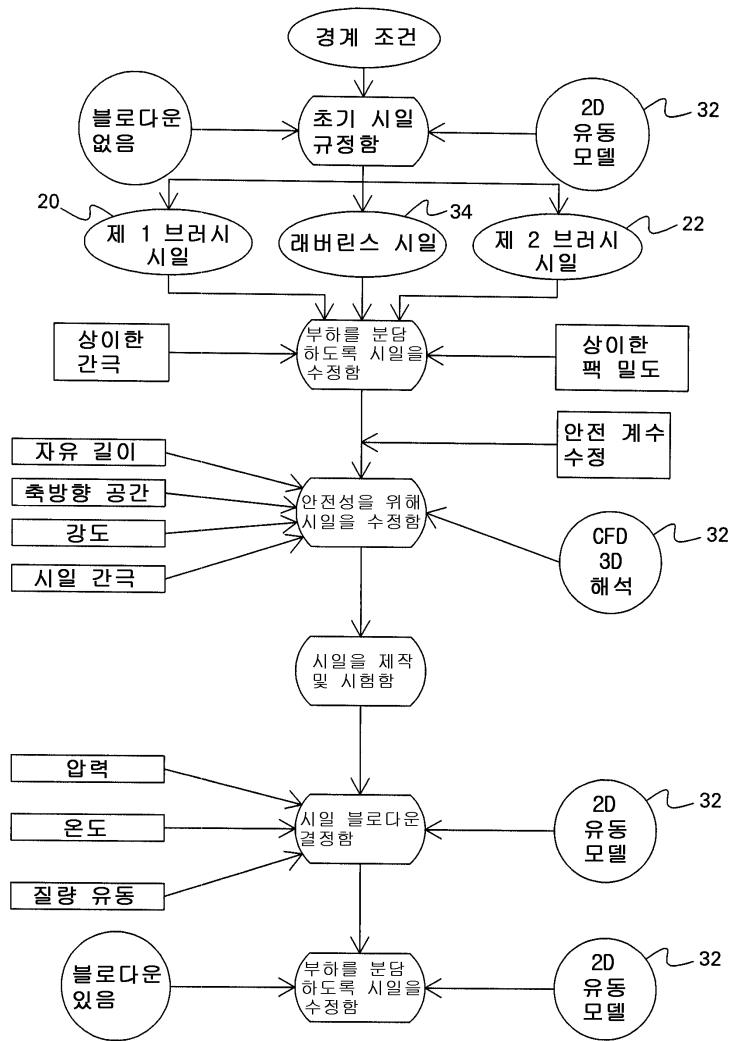 경계 조건
블로다운
없음
초기 시일
규정함
2D
유동
모델
32
20
제 1 브러시
시일
34
래버린스 시일
22
제 2 브러시
시일
상이한
간극
부하를 분담
하도록 시일을
수정함
상이한
팩 밀도
안전 계수
수정
자유 길이
축방향 공간
강도
시일 간극
안전성을 위해
시일을 수정함
CFD
3D
해석
32
시일을 제작
및 시험함
압력
온도
질량 유동
시일 블로다운
결정함
2D
유동
모델
32
블로다운
있음
부하를 분담
하도록 시일을
수정함
2D
유동
모델
32